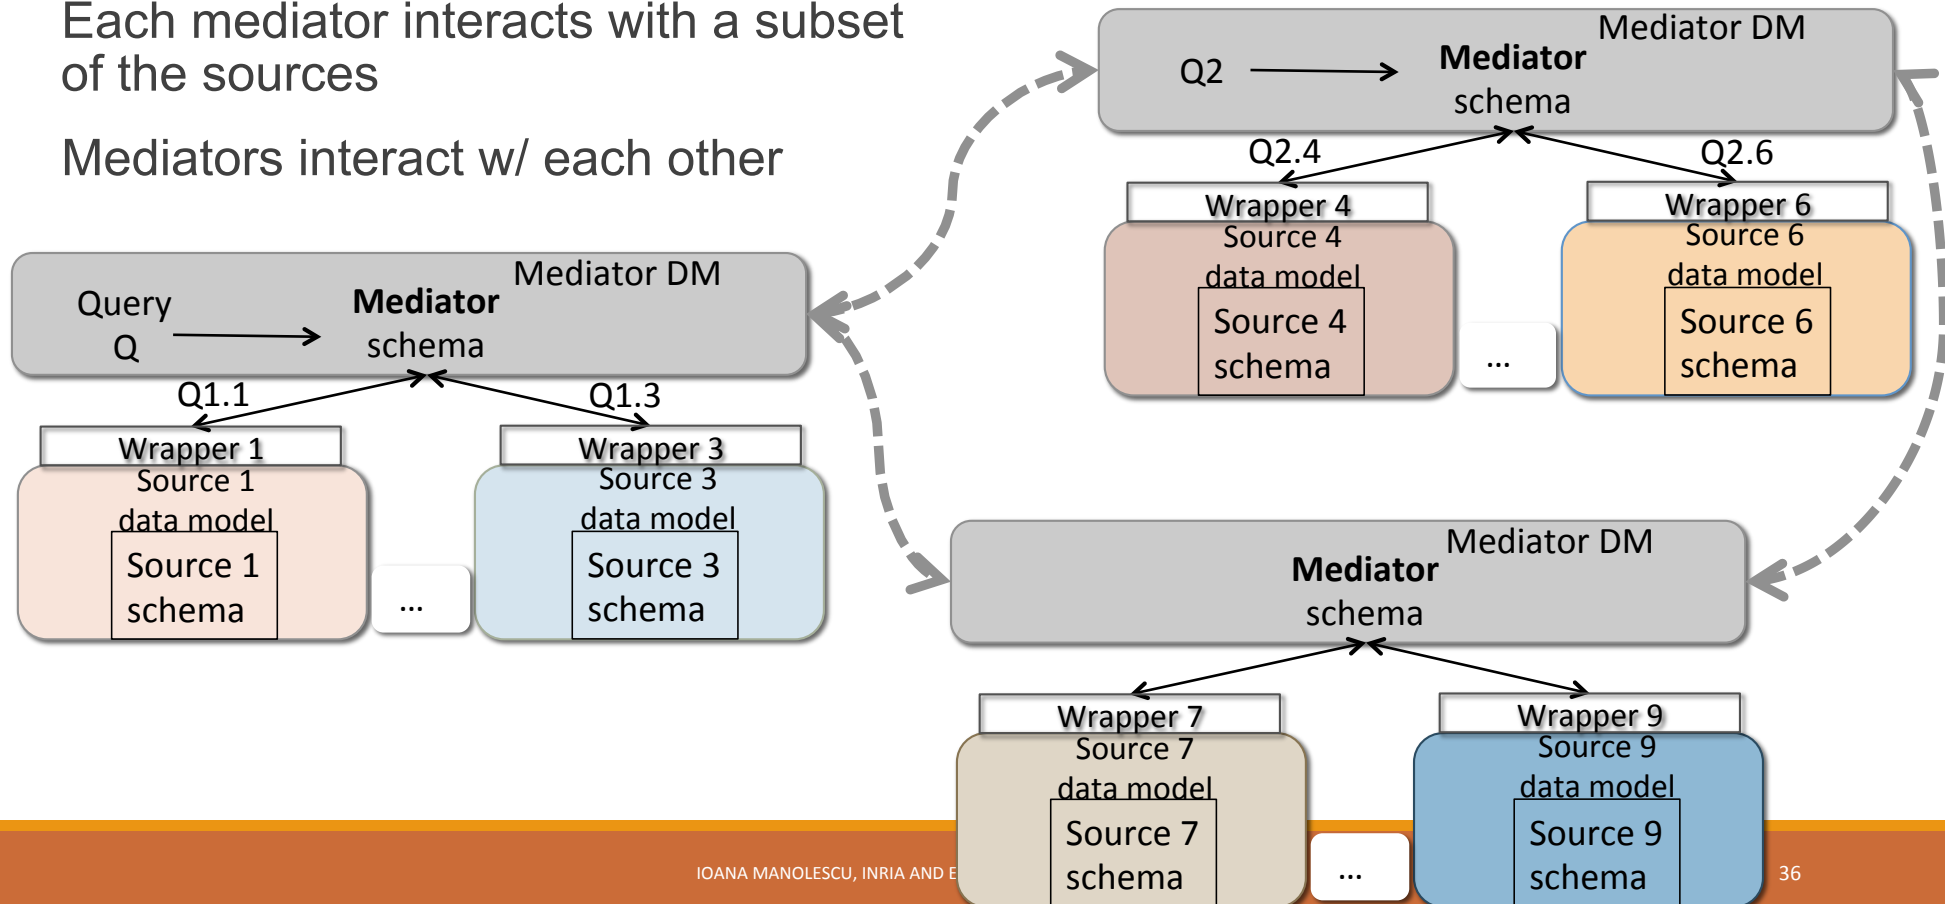 Each mediator interacts with a subset
of the sources
Mediators interact w/ each other
Mediator DM
Q2
Mediator
schema
Q2.4
Q2.6
Wrapper 4
Source 4
data model
Source 4
schema
...
Wrapper 6
Source 6
data model
Source 6
schema
Mediator DM
Query
Q
Mediator
schema
Q1.1
Q1.3
Wrapper 1
Source 1
data model
Source 1
schema
...
Wrapper 3
Source 3
data model
Source 3
schema
Mediator DM
Mediator
schema
Wrapper 7
Source 7
data model
Source 7
schema
...
Wrapper 9
Source 9
data model
Source 9
schema
IOANA MANOLESCU, INRIA AND E
36